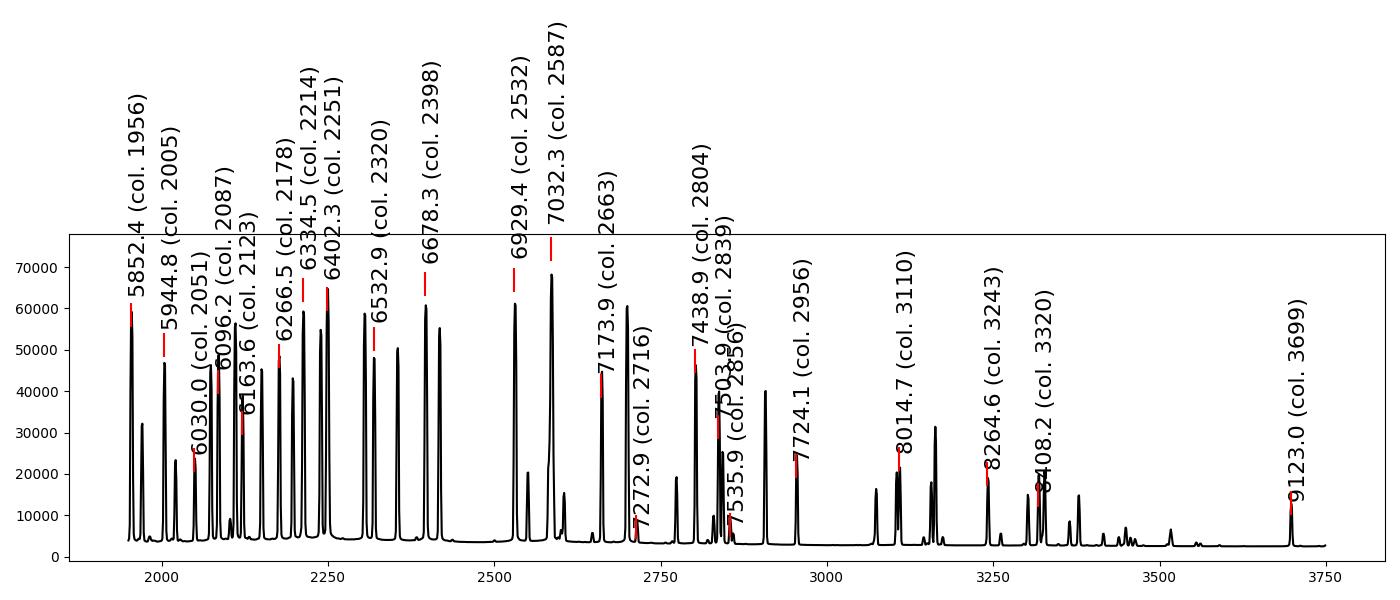 5852.4 (col. 1956)
5944.8 (col. 2005)
6030.0 (col. 2051)
6096.2 (col. 2087)
6163.6 (col. 2123)
6266.5 (col. 2178)
6334.5 (col. 2214)
6402.3 (col. 2251)
6532.9 (col. 2320)
6678.3 (col. 2398)
6929.4 (col. 2532)
7032.3 (col. 2587)
7173.9 (col. 2663)
7272.9 (col. 2716)
7438.9 (col. 2804)
7503.9 (col. 2839)
7535.9 (col. 2856)
7724.1 (col. 2956)
8014.7 (col. 3110)
8264.6 (col. 3243)
8408.2 (col. 3320)
9123.0 (col. 3699)
70000
60000
50000
40000
30000
20000
10000
0
2000 2250 2500 2750 3000 3250 3500 3750